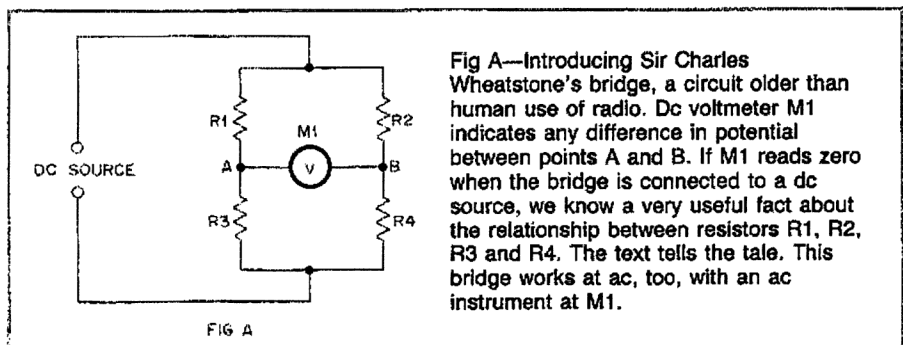 R1
R2
M1
A
V
B
DC SOURCE
R3
R4
FIG A
Fig A—Introducing Sir Charles
Wheatstone's bridge, a circuit older than
human use of radio. Dc voltmeter M1
indicates any difference in potential
between points A and B. If M1 reads zero
when the bridge is connected to a dc
source, we know a very useful fact about
the relationship between resistors R1, R2,
R3 and R4. The text tells the tale. This
bridge works at ac, too, with an ac
instrument at M1.